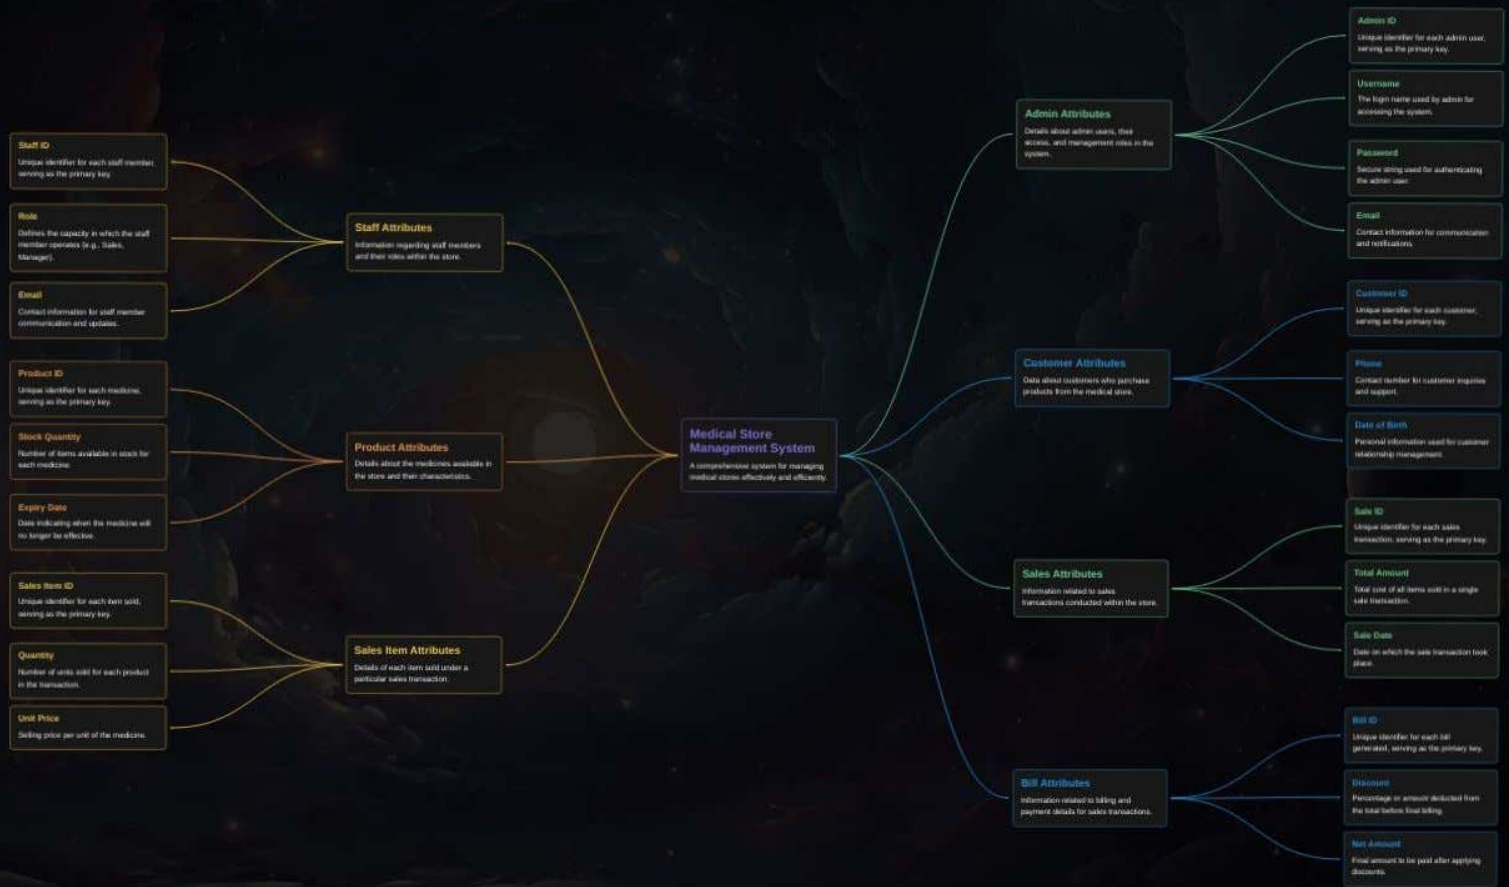 Medical Store
Management System
A comprehensive system for managing
medical stores effectively and efficiently.
Staff Attributes
Information regarding staff members
and their roles within the store.
Staff ID
Unique identifier for each staff member,
serving as the primary key.
Role
Defines the capacity in which the staff
member operates (e.g., Sales,
Manager).
Email
Contact information for staff member
communication and updates.
Product Attributes
Details about the medicines available in
the store and their characteristics.
Product ID
Unique identifier for each medicine,
serving as the primary key.
Stock Quantity
Number of items available in stock for
each medicine.
Expiry Date
Date indicating when the medicine will
no longer be effective.
Sales Item Attributes
Details of each item sold under a
particular sales transaction.
Sales Item ID
Unique identifier for each item sold,
serving as the primary key.
Quantity
Number of units sold for each product
in the transaction.
Unit Price
Selling price per unit of the medicine.
Admin Attributes
Details about admin users, their
access, and management roles in the
system.
Admin ID
Unique identifier for each admin user,
serving as the primary key.
Username
The login name used by admin for
accessing the system.
Password
Secure string used for authenticating
the admin user.
Email
Contact information for communication
and notifications.
Customer Attributes
Data about customers who purchase
products from the medical store.
Customer ID
Unique identifier for each customer,
serving as the primary key.
Phone
Contact number for customer inquiries
and support.
Date of Birth
Personal information used for customer
relationship management.
Sales Attributes
Information related to sales
transactions conducted within the store.
Sale ID
Unique identifier for each sales
transaction, serving as the primary key.
Total Amount
Total cost of all items sold in a single
sale transaction.
Sale Date
Date on which the sale transaction took
place.
Bill Attributes
Information related to billing and
payment details for sales transactions.
Bill ID
Unique identifier for each bill
generated, serving as the primary key.
Discount
Percentage or amount deducted from
the total before final billing.
Net Amount
Final amount to be paid after applying
discounts.